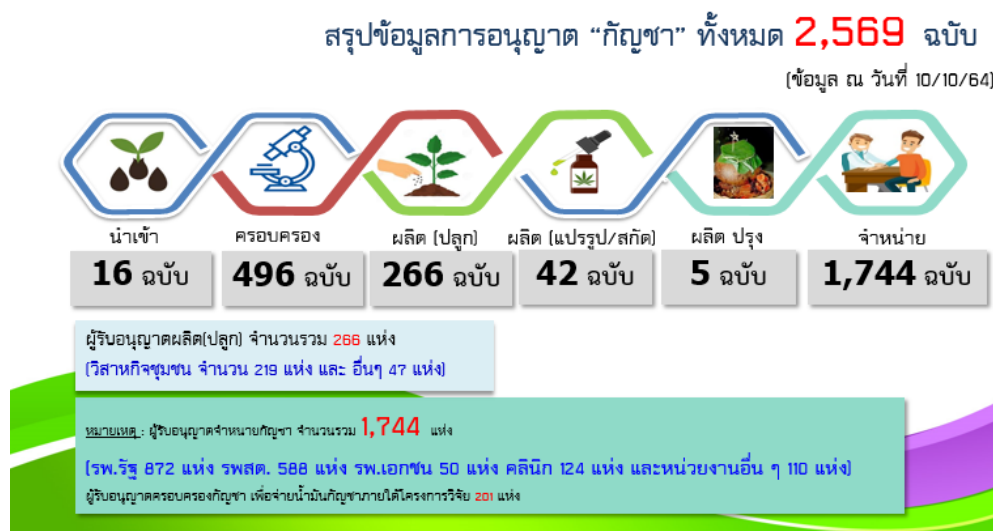 สรุปข้อมูลการอนุญาต “กัญชา” ทั้งหมด 2,569 ฉบับ
(ข้อมูล ณ วันที่ 10/10/64)
นำเข้า ครอบครอง ผลิต (ปลูก) ผลิต (แปรรูป/สกัด) ผลิต ปรุง จำหน่าย
16 ฉบับ 496 ฉบับ 266 ฉบับ 42 ฉบับ 5 ฉบับ 1,744 ฉบับ
ผู้รับอนุญาตผลิต(ปลูก) จำนวนรวม 266 แห่ง
(วิสาหกิจชุมชน จำนวน 219 แห่ง และ อื่นๆ 47 แห่ง)
หมายเหตุ : ผู้รับอนุญาตจำหน่ายกัญชา จำนวนรวม 1,744 แห่ง
(รพ.รัฐ 872 แห่ง รพสต. 588 แห่ง รพ.เอกชน 50 แห่ง คลินิก 124 แห่ง และหน่วยงานอื่น ๆ 110 แห่ง)
ผู้รับอนุญาตครอบครองกัญชา เพื่อจ่ายน้ำมันกัญชาภายใต้โครงการวิจัย 201 แห่ง